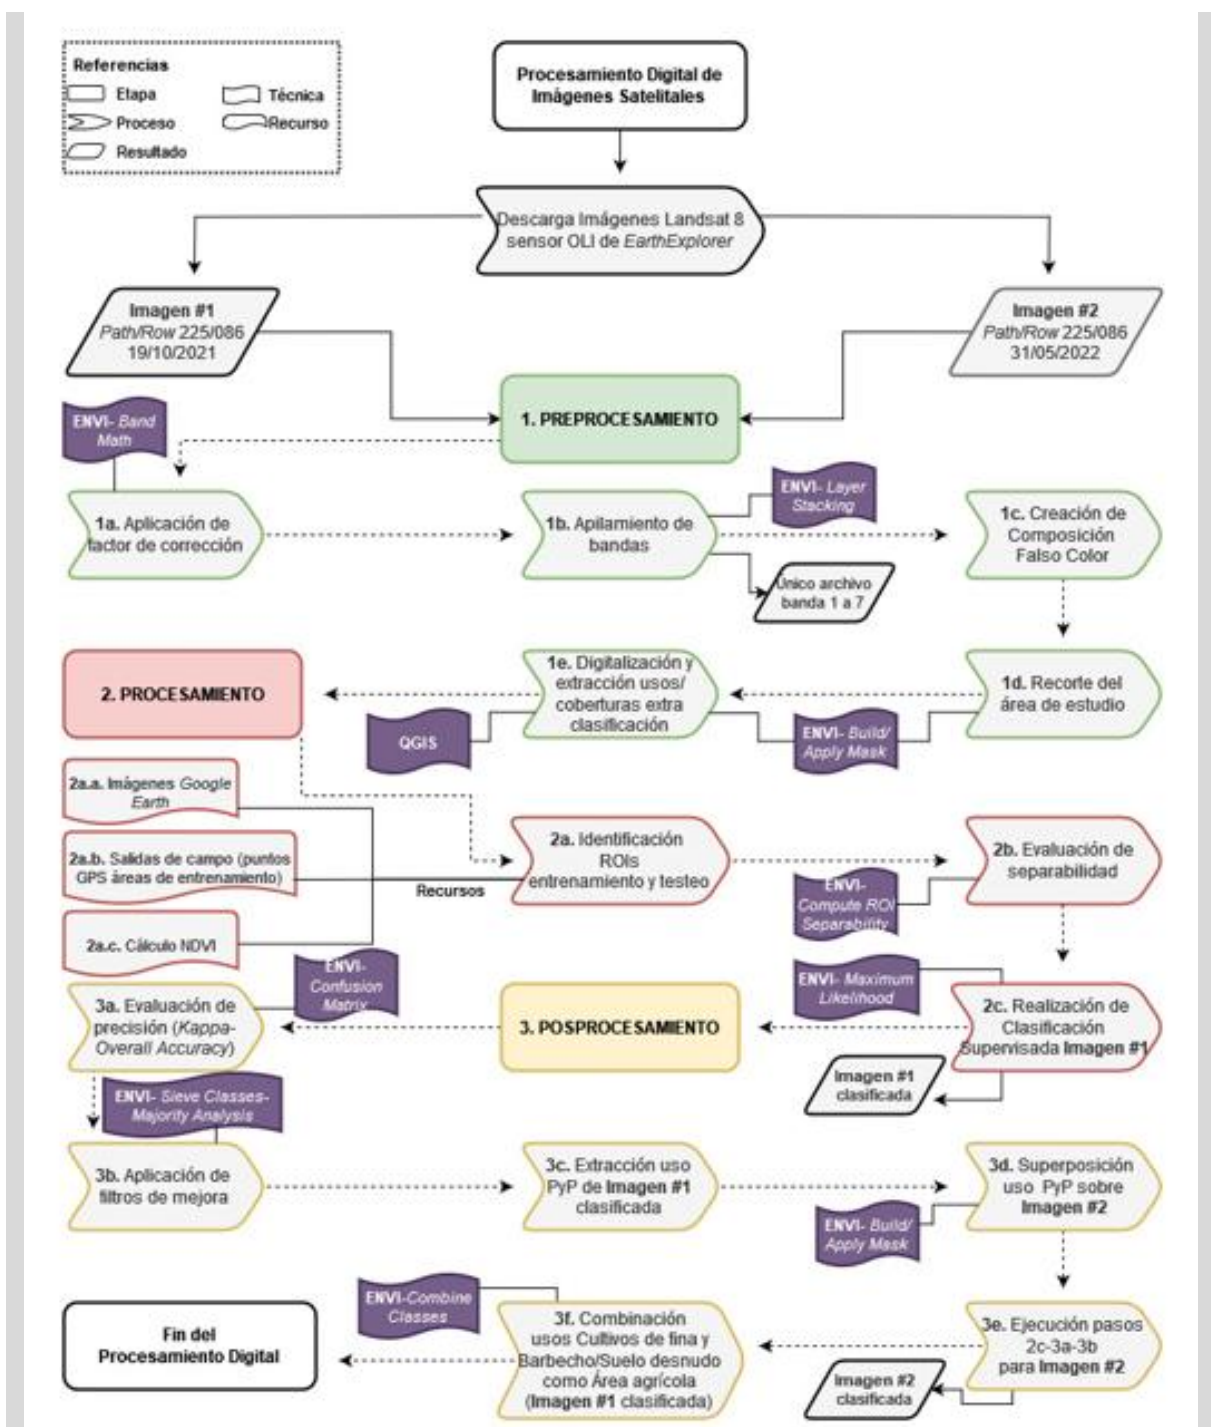 Referencias
Etapa
Técnica
Proceso
Recurso
Resultado
Procesamiento Digital de
Imágenes Satelitales
Descarga Imágenes Landsat 8
sensor OLI de EarthExplorer
Imagen #1
Path/Row 225/086
19/10/2021
Imagen #2
Path/Row 225/086
31/05/2022
1. PREPROCESAMIENTO
ENVI- Band
Math
1a. Aplicación de
factor de corrección
1b. Apilamiento de
bandas
ENVI- Layer
Stacking
Único archivo
banda 1 a 7
1c. Creación de
Composición
Falso Color
2. PROCESAMIENTO
1e. Digitalización y
extracción usos/
coberturas extra
clasificación
QGIS
ENVI- Build/
Apply Mask
1d. Recorte del
área de estudio
2a.a. Imágenes Google
Earth
2a.b. Salidas de campo (puntos
GPS áreas de entrenamiento)
2a.c. Cálculo NDVI
Recursos
2a. Identificación
ROIs
entrenamiento y testeo
ENVI-
Compute ROI
Separability
2b. Evaluación de
separabilidad
3a. Evaluación de
precisión (Kappa-
Overall Accuracy)
ENVI-
Confusion
Matrix
3. POSPROCESAMIENTO
ENVI- Maximum
Likelihood
2c. Realización de
Clasificación
Supervisada Imagen #1
Imagen #1
clasificada
ENVI- Sieve Classes-
Majority Analysis
3b. Aplicación de
filtros de mejora
3c. Extracción uso
PyP de Imagen #1
clasificada
3d. Superposición
uso PyP sobre
Imagen #2
ENVI- Build/
Apply Mask
Fin del
Procesamiento Digital
ENVI-Combine
Classes
3f. Combinación
usos Cultivos de fina y
Barbecho/Suelo desnudo
como Área agrícola
(Imagen #1 clasificada)
3e. Ejecución pasos
2c-3a-3b
para Imagen #2
Imagen #2
clasificada